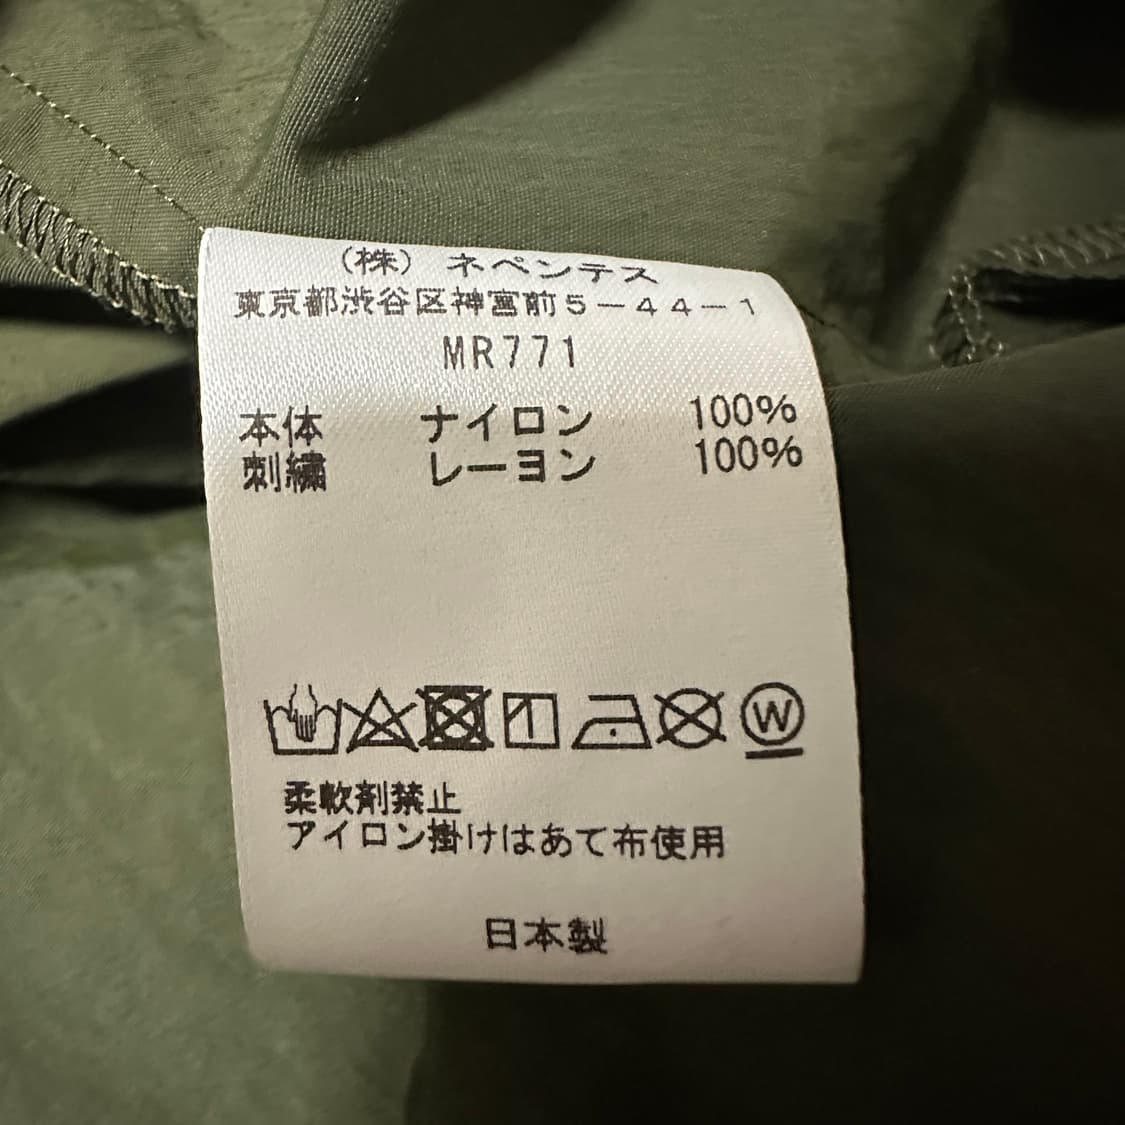 （株）ネペンテス
東京都渋谷区神宮前５－４４－１
MR771
本体 ナイロン 100%
刺繍 レーヨン 100%
W
柔軟剤禁止
アイロン掛けはあて布使用
日本製